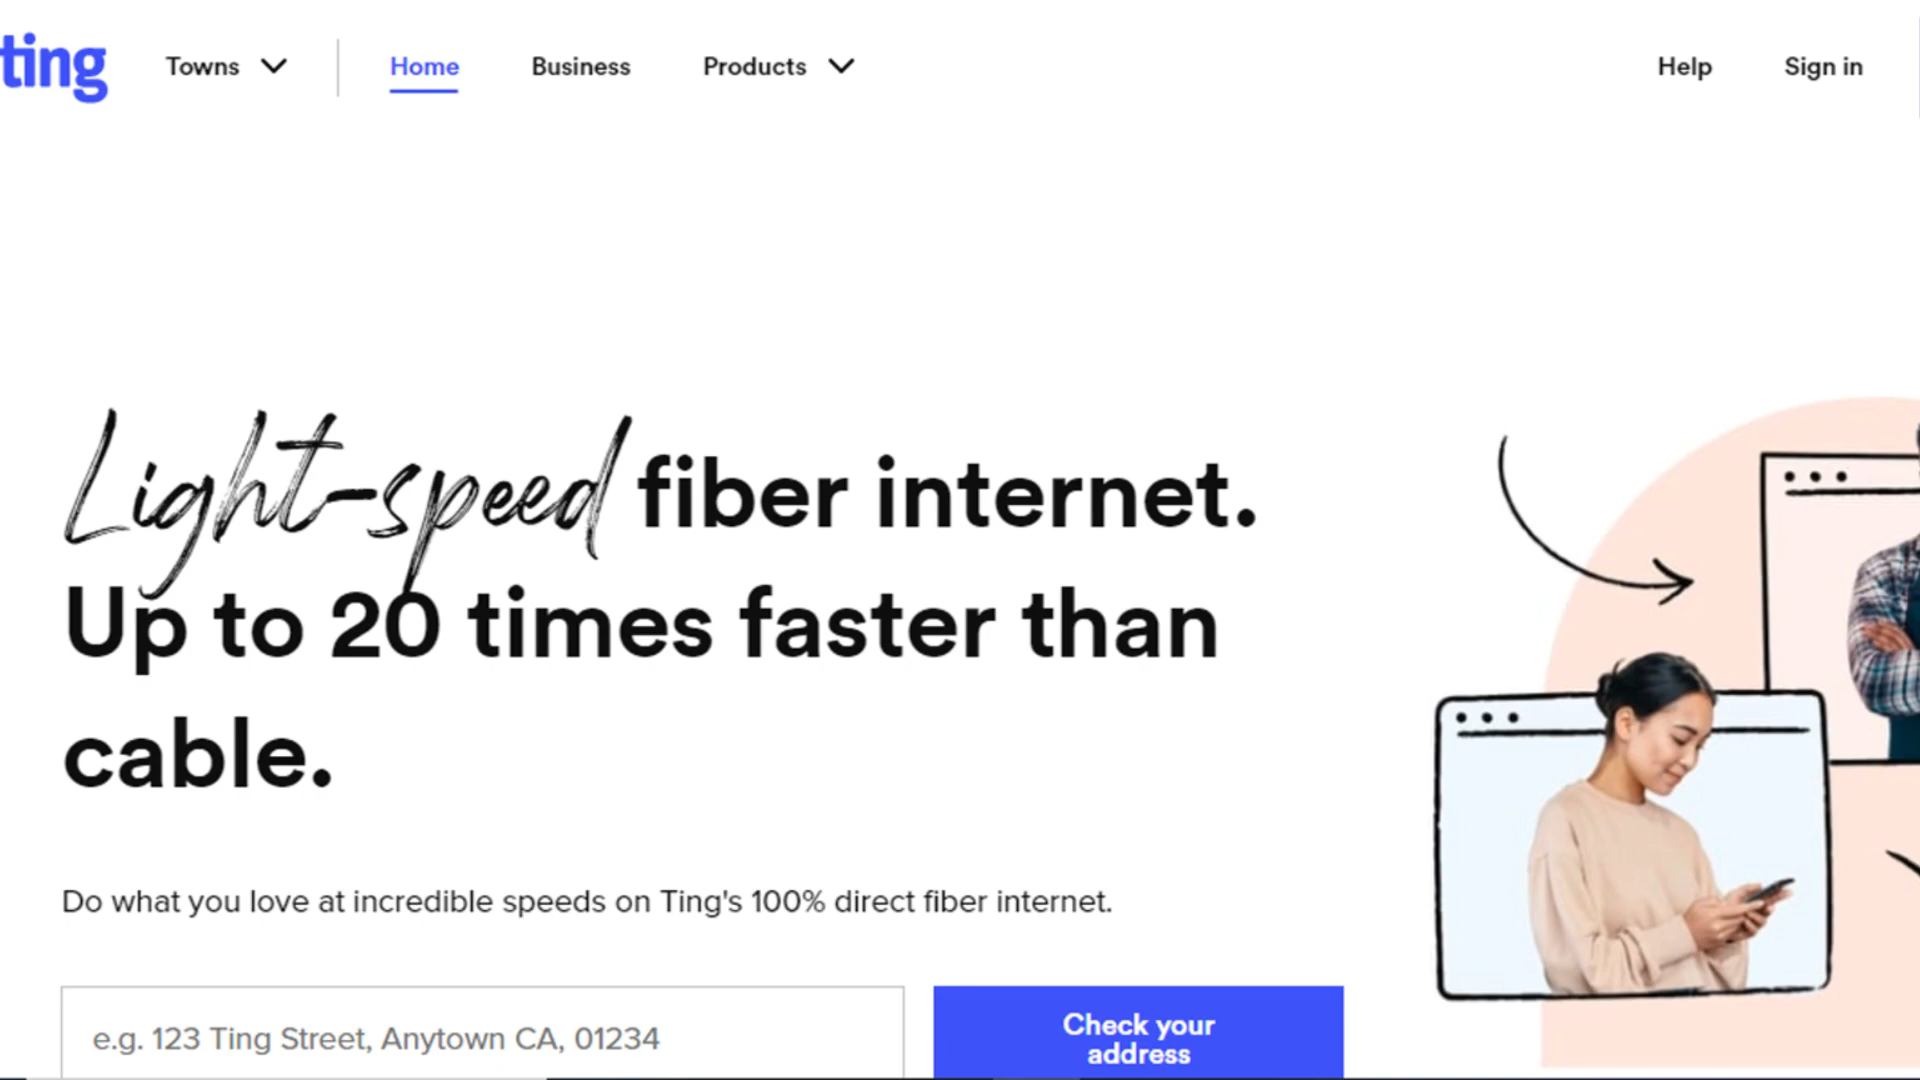 ting
Towns
Home
Business
Products
Help
Sign in
Light-speed fiber internet.
Up to 20 times faster than
cable.
Do what you love at incredible speeds on Ting's 100% direct fiber internet.
e.g. 123 Ting Street, Anytown CA, 01234
Check your
address